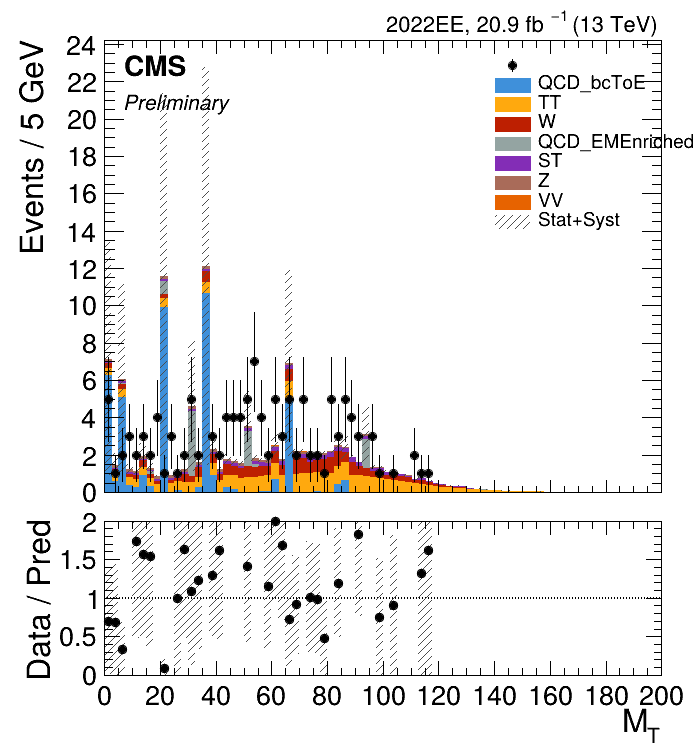 2022EE, 20.9 fb⁻¹ (13 TeV)
CMS
Preliminary
Events / 5 GeV
24
22
20
18
16
14
12
10
8
6
4
2
0
QCD_bcToE
TT
W
QCD_EMEnriched
ST
Z
VV
Stat+Syst
Data / Pred
2
1.5
1
0.5
0
0 20 40 60 80 100 120 140 160 180 200
M_T